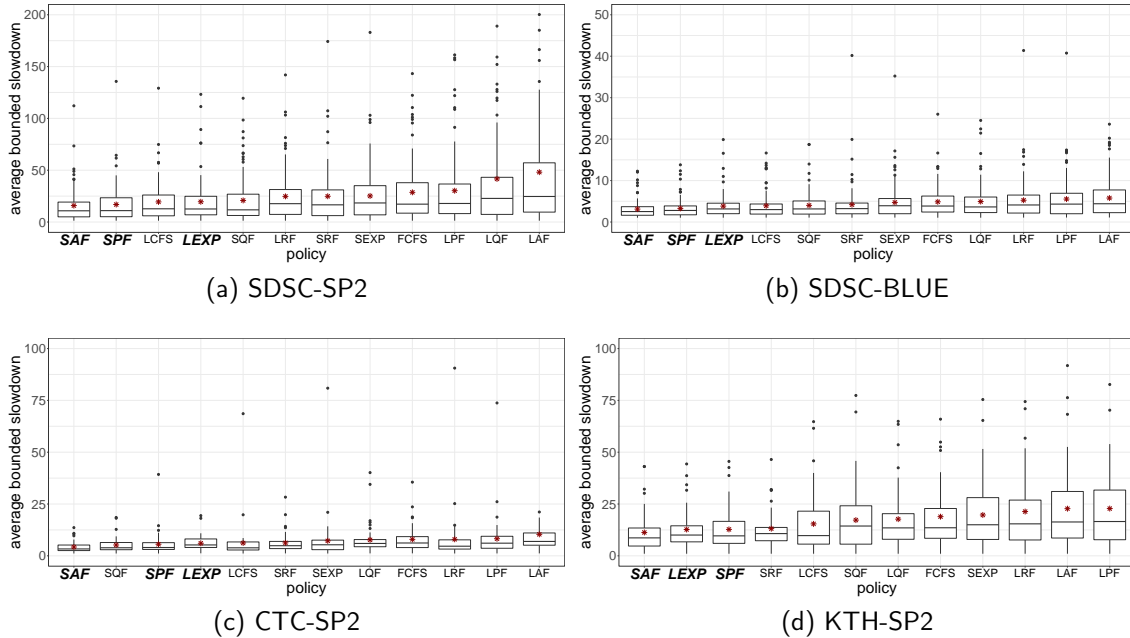 average bounded slowdown
200
150
100
50
0
SAF SPF LCFS LEXP SQF LRF SRF SEXP FCFS LPF LQF LAF
policy
(a) SDSC-SP2
average bounded slowdown
50
40
30
20
10
0
SAF SPF LEXP LCFS SQF SRF SEXP FCFS LQF LRF LPF LAF
policy
(b) SDSC-BLUE
average bounded slowdown
100
75
50
25
0
SAF SQF SPF LEXP LCFS SRF SEXP LQF FCFS LRF LPF LAF
policy
(c) CTC-SP2
average bounded slowdown
100
75
50
25
0
SAF LEXP SPF SRF LCFS SQF LQF FCFS SEXP LRF LAF LPF
policy
(d) KTH-SP2